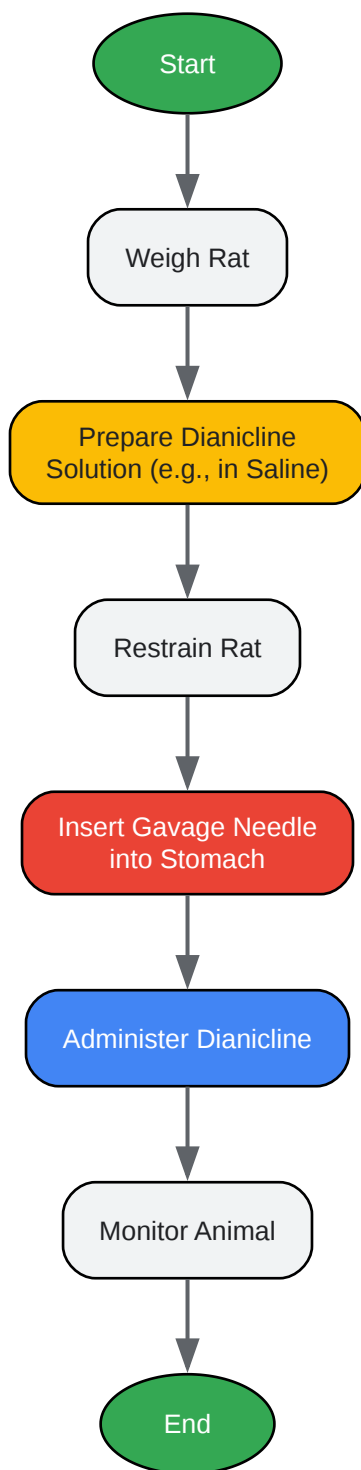 Start
Weigh Rat
Prepare Dianicline
Solution (e.g., in Saline)
Restrain Rat
Insert Gavage Needle
into Stomach
Administer Dianicline
Monitor Animal
End